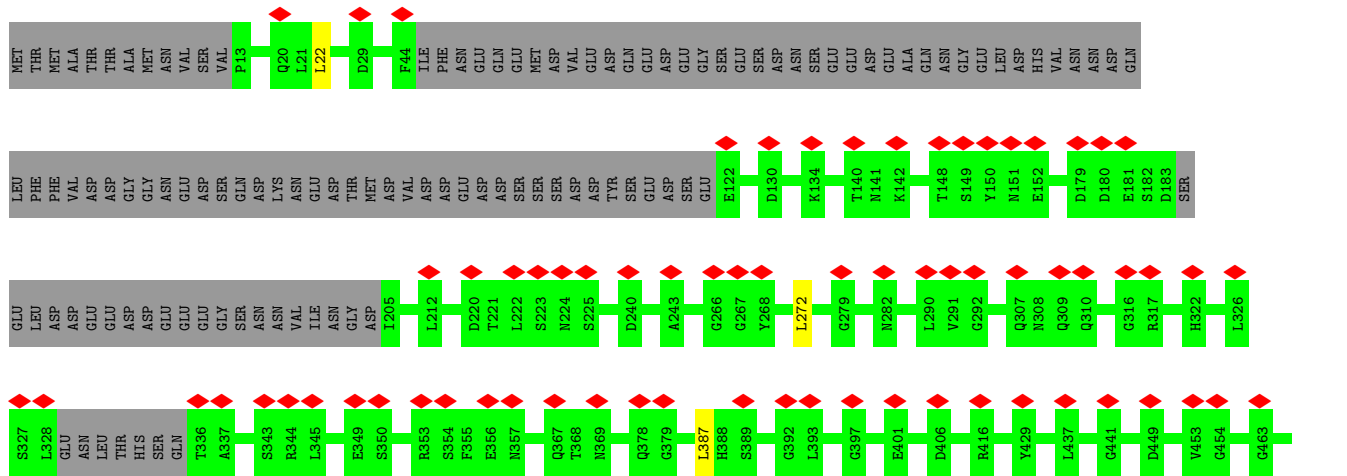 MET THR MET ALA THR THR ALA MET ASN VAL SER VAL P13 Q20 L21 L22 D29 F44 ILE PHE ASN GLU GLN GLU MET ASP VAL GLU ASP GLN GLU ASP GLU GLY SER GLU SER ASP ASN SER GLU GLU ASP GLU ALA GLN ASN GLY GLU LEU ASP HIS VAL ASN ASN ASP GLN
LEU PHE PHE VAL ASP ASP GLY GLY ASN GLU ASP SER GLN ASP LYS ASN GLU ASP THR MET ASP VAL ASP ASP GLU ASP ASP SER SER SER ASP ASP TYR SER GLU ASP SER GLU E122 D130 K134 T140 N141 K142 T148 S149 Y150 N151 E152 D179 D180 E181 S182 D183 SER
GLU LEU ASP ASP GLU GLU ASP ASP GLU GLU GLY SER ASN ASN VAL ILE ASN GLY ASP I205 L212 D220 T221 L222 S223 N224 S225 D240 A243 G266 G267 Y268 L272 G279 N282 L290 V291 G292 Q307 N308 Q309 Q310 G316 R317 H322 L326
S327 L328 GLU ASN LEU THR HIS SER GLN T336 A337 S343 R344 L345 E349 S350 R353 S354 F355 E356 N357 Q367 T368 N369 Q378 G379 L387 H388 S389 G392 L393 G397 E401 D406 R416 Y429 L437 G441 D449 V453 G454 G463